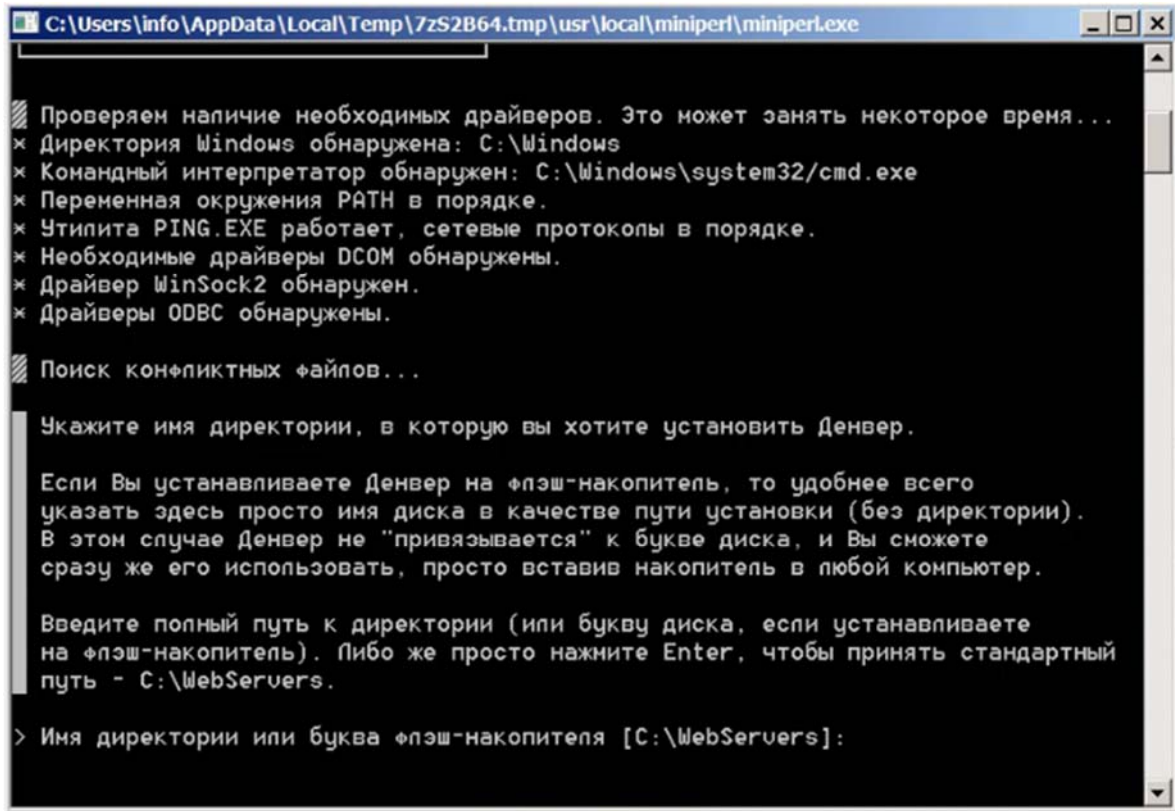 C:\Users\info\AppData\Local\Temp\7zS2B64.tmp\usr\local\miniperl\miniperl.exe
Проверяем наличие необходимых драйверов. Это может занять некоторое время...
* Директория Windows обнаружена: C:\Windows
* Командный интерпретатор обнаружен: C:\Windows\system32/cmd.exe
* Переменная окружения PATH в порядке.
* Утилита PING.EXE работает, сетевые протоколы в порядке.
* Необходимые драйверы DCOM обнаружены.
* Драйвер WinSock2 обнаружен.
* Драйверы ODBC обнаружены.
Поиск конфликтных файлов...
Укажите имя директории, в которую вы хотите установить Денвер.
Если Вы устанавливаете Денвер на флэш-накопитель, то удобнее всего
указать здесь просто имя диска в качестве пути установки (без директории).
В этом случае Денвер не "привязывается" к букве диска, и Вы сможете
сразу же его использовать, просто вставив накопитель в любой компьютер.
Введите полный путь к директории (или букву диска, если устанавливаете
на флэш-накопитель). Либо же просто нажмите Enter, чтобы принять стандартный
путь - C:\WebServers.
> Имя директории или буква флэш-накопителя [C:\WebServers]: